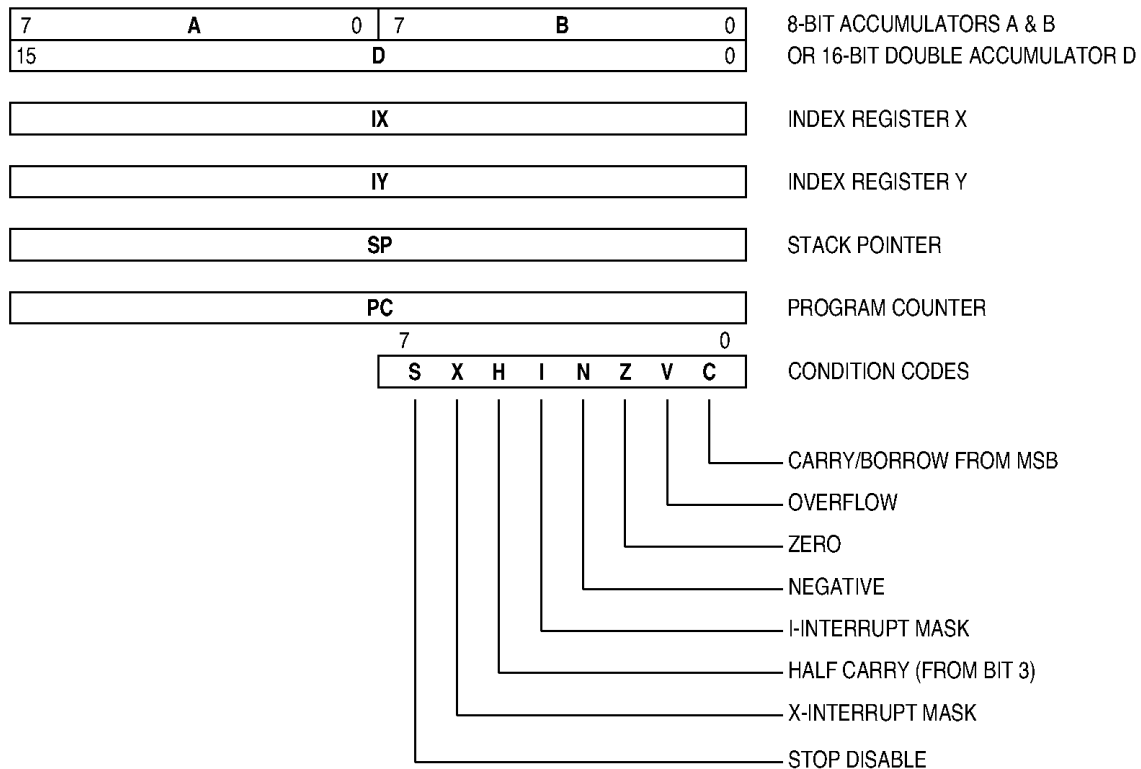 7 A 0 7 B 0 8-BIT ACCUMULATORS A & B
15 D 0 OR 16-BIT DOUBLE ACCUMULATOR D
IX INDEX REGISTER X
IY INDEX REGISTER Y
SP STACK POINTER
PC PROGRAM COUNTER
7 0
S X H I N Z V C CONDITION CODES
CARRY/BORROW FROM MSB
OVERFLOW
ZERO
NEGATIVE
I-INTERRUPT MASK
HALF CARRY (FROM BIT 3)
X-INTERRUPT MASK
STOP DISABLE